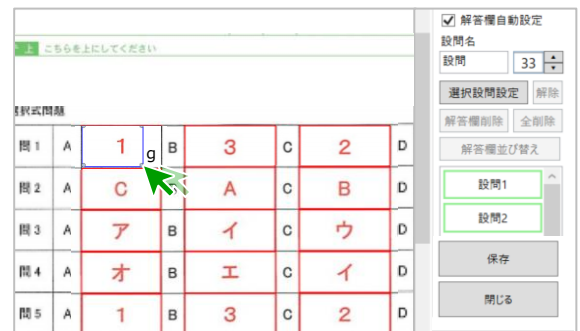 上 こちらを上にしてください
選択式問題
問1 A 1 g B 3 C 2 D
問2 A C A C B D
問3 A ア B イ C ウ D
問4 A オ B エ C イ D
問5 A 1 B 3 C 2 D
解答欄自動設定
設問名
設問 33
選択設問設定 解除
解答欄削除 全削除
解答欄並び替え
設問1
設問2
保存
閉じる